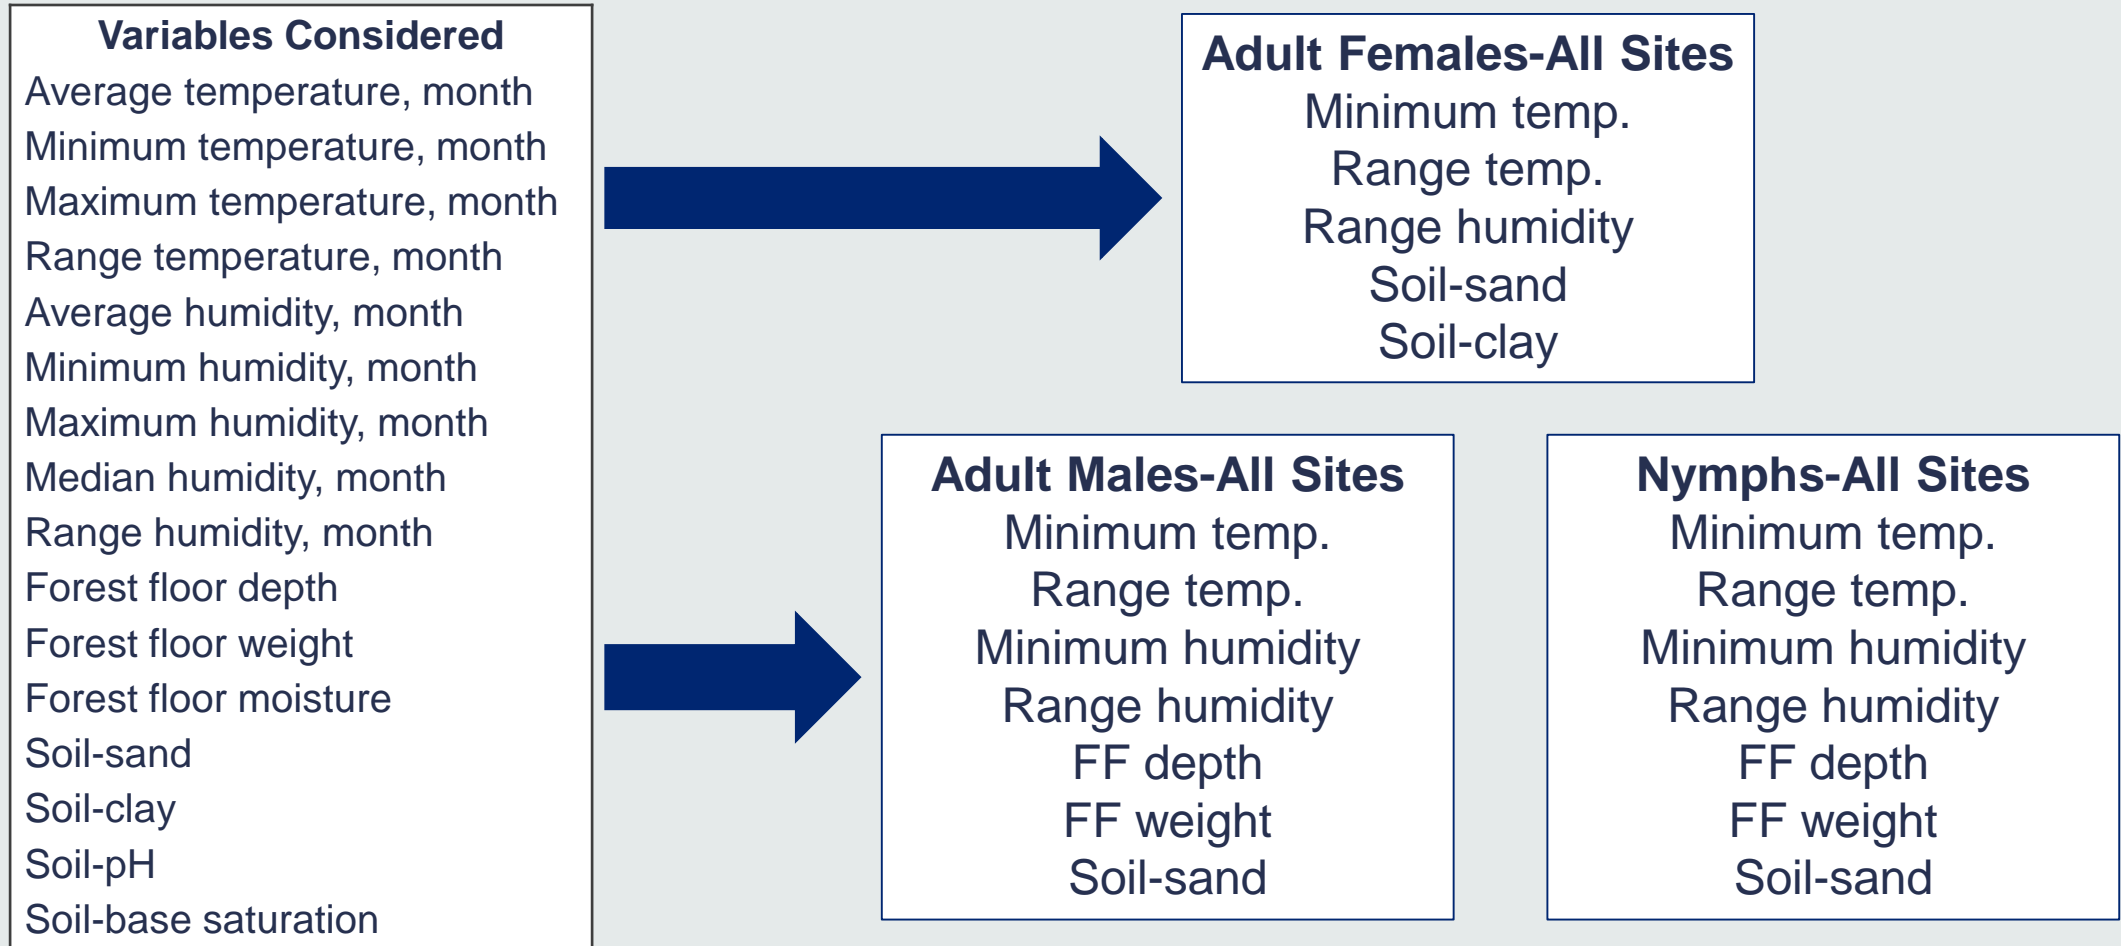 Variables Considered
Average temperature, month
Minimum temperature, month
Maximum temperature, month
Range temperature, month
Average humidity, month
Minimum humidity, month
Maximum humidity, month
Median humidity, month
Range humidity, month
Forest floor depth
Forest floor weight
Forest floor moisture
Soil-sand
Soil-clay
Soil-pH
Soil-base saturation
Adult Females-All Sites
Minimum temp.
Range temp.
Range humidity
Soil-sand
Soil-clay
Adult Males-All Sites
Minimum temp.
Range temp.
Minimum humidity
Range humidity
FF depth
FF weight
Soil-sand
Nymphs-All Sites
Minimum temp.
Range temp.
Minimum humidity
Range humidity
FF depth
FF weight
Soil-sand